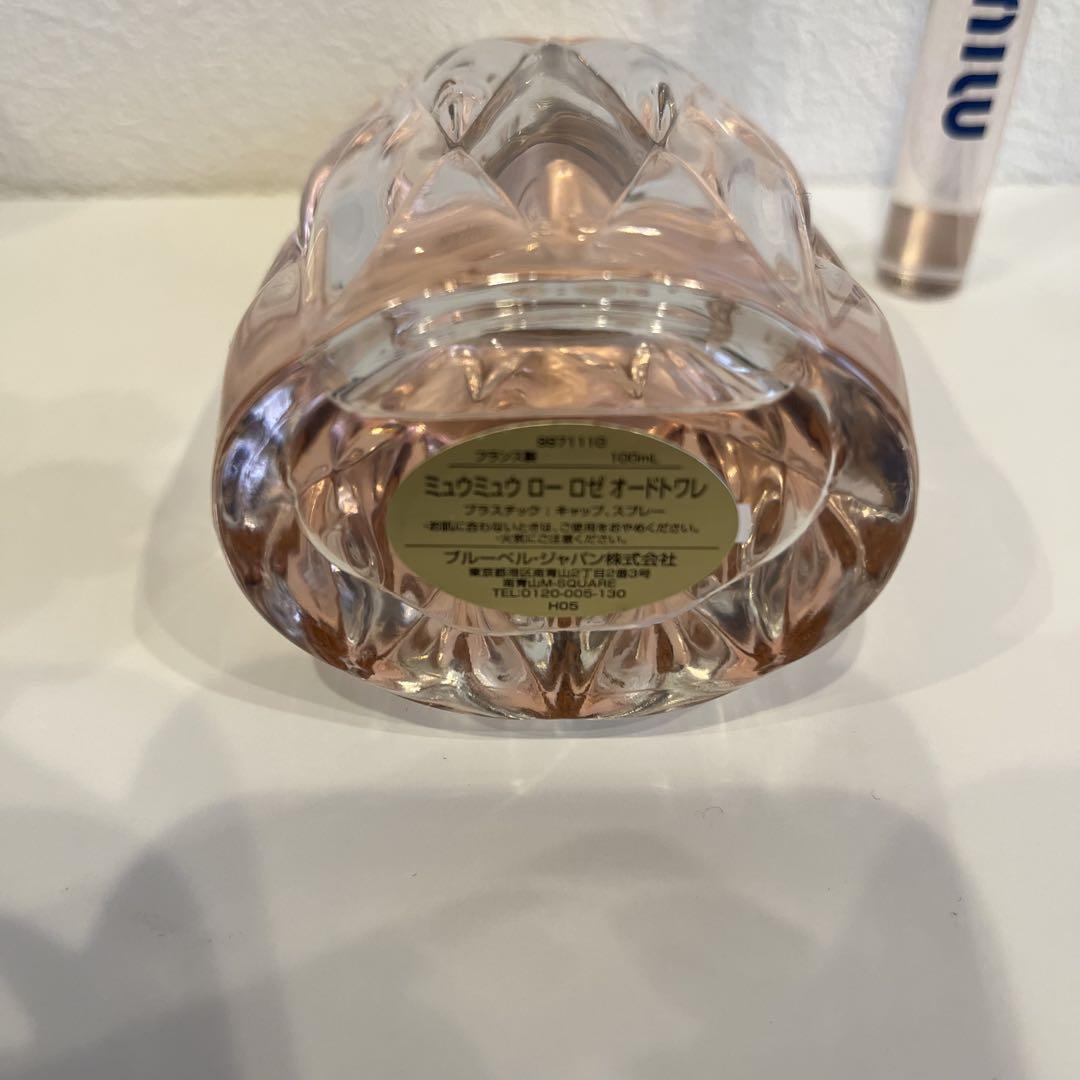 9971110
フランス製 100mL
ミュウミュウ ロー ロゼ オードトワレ
プラスチック：キャップ、スプレー
・お肌に合わないときは、ご使用をおやめください。
・火気にご注意ください。
ブルーベル・ジャパン株式会社
東京都港区南青山2丁目2番3号
南青山M-SQUARE
TEL:0120-005-130
H05
miu